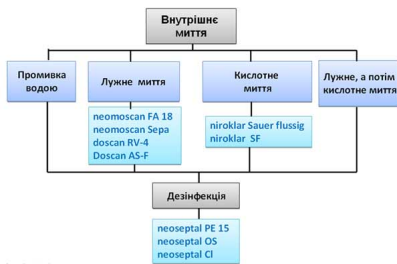 Внутрішнє
миття
Промивка
водою
Лужне миття
Кислотне
миття
Лужне, а потім
кислотне миття
neomoscan FA 18
neomoscan Sepa
doscan RV-4
Doscan AS-F
niroklar Sauer flussig
niroklar SF
Дезінфекція
neoseptal PE 15
neoseptal OS
neoseptal Cl